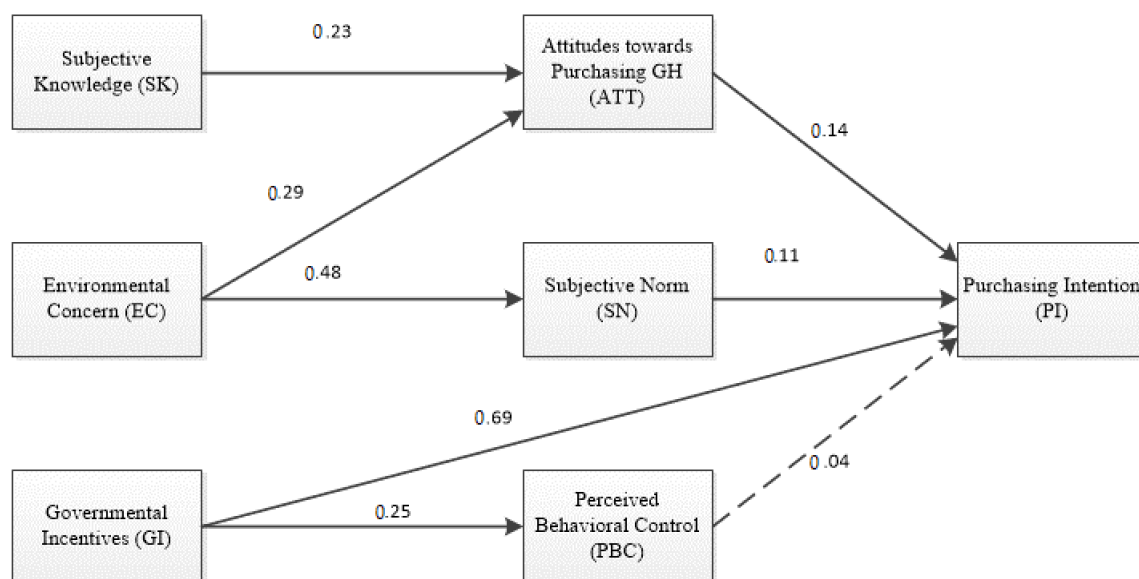 Subjective
Knowledge (SK)
0.23
Attitudes towards
Purchasing GH
(ATT)
0.14
0.29
Environmental
Concern (EC)
0.48
Subjective Norm
(SN)
0.11
Purchasing Intention
(PI)
0.69
Governmental
Incentives (GI)
0.25
Perceived
Behavioral Control
(PBC)
0.04